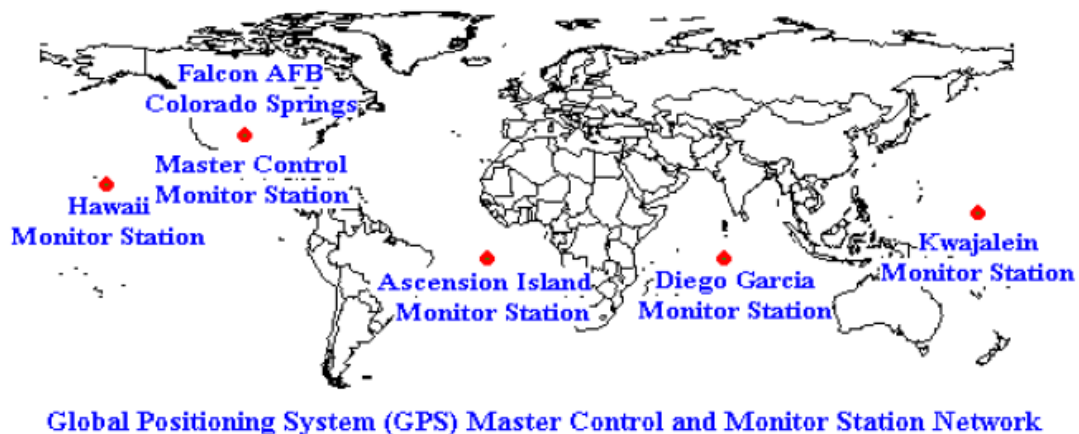 Falcon AFB
Colorado Springs
Master Control
Monitor Station
Hawaii
Monitor Station
Ascension Island
Monitor Station
Diego Garcia
Monitor Station
Kwajalein
Monitor Station
Global Positioning System (GPS) Master Control and Monitor Station Network